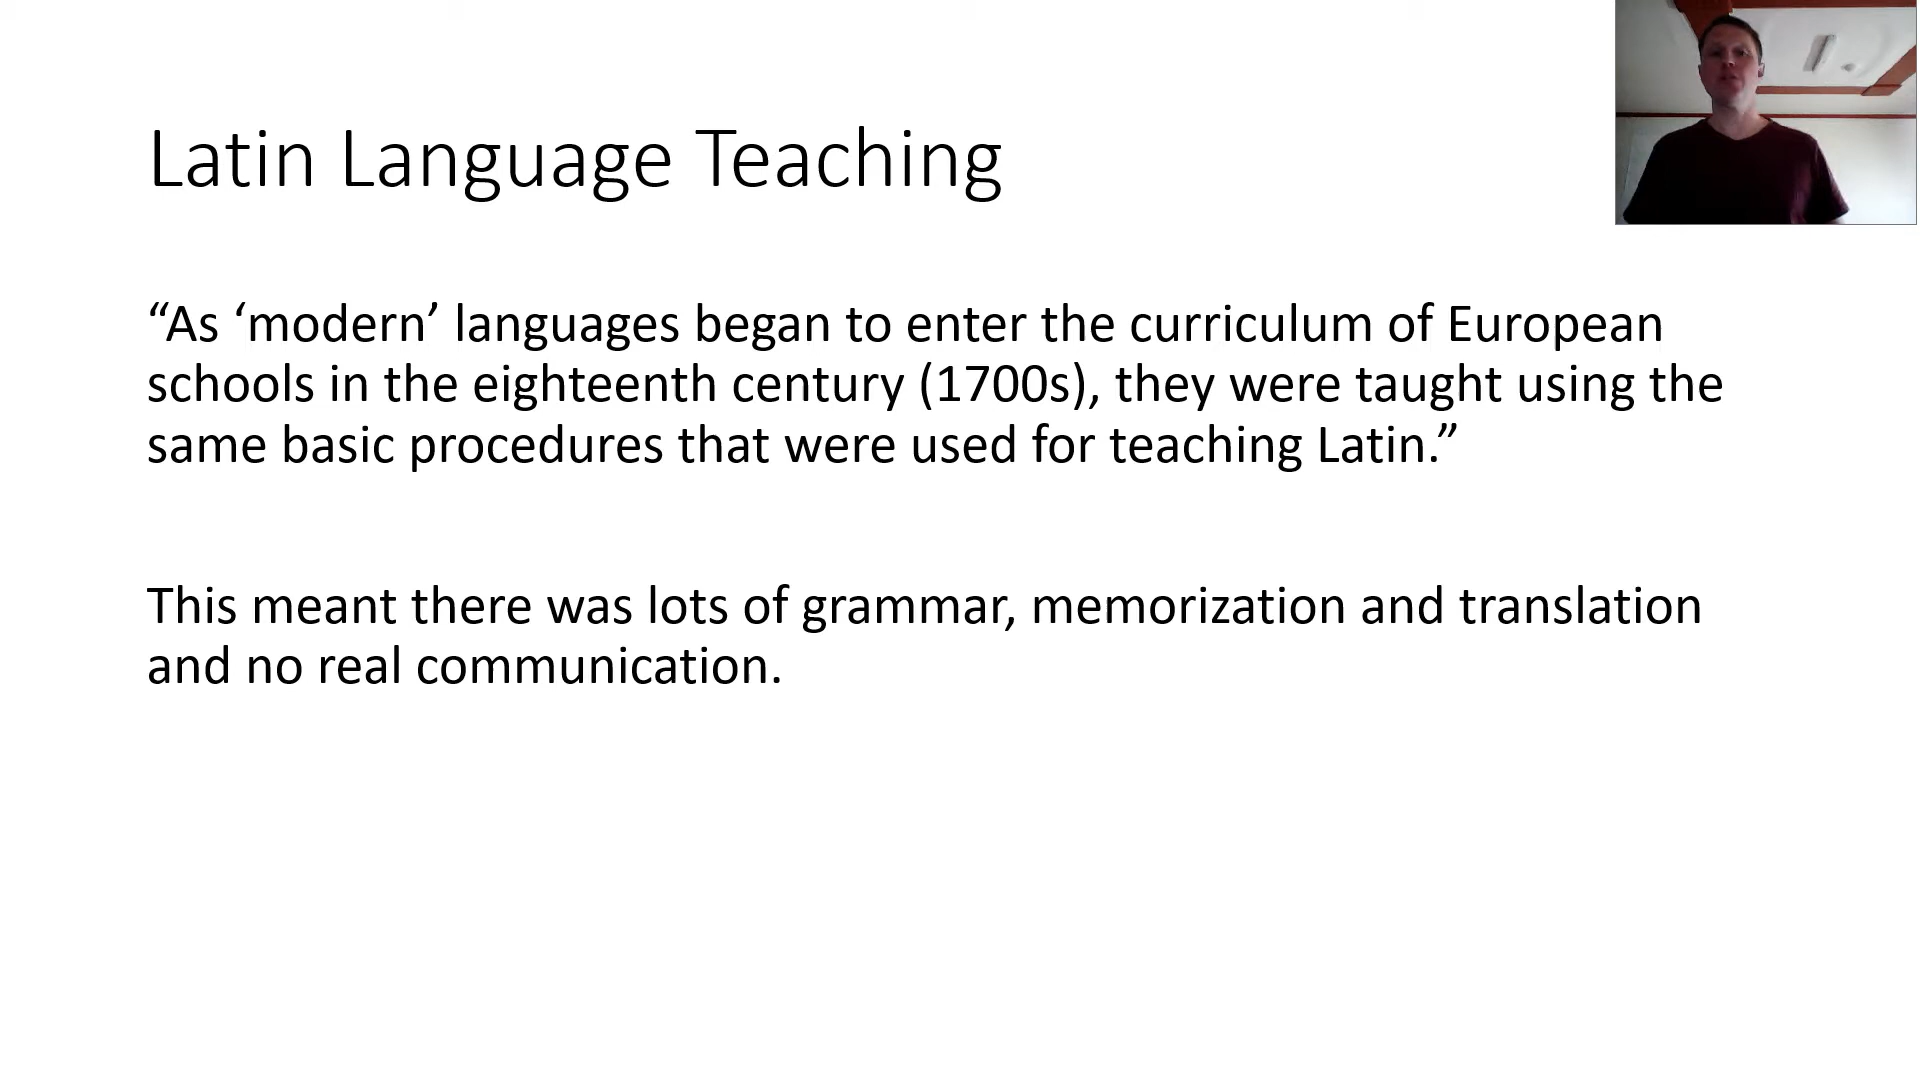 Latin Language Teaching
“As ‘modern’ languages began to enter the curriculum of European
schools in the eighteenth century (1700s), they were taught using the
same basic procedures that were used for teaching Latin.”
This meant there was lots of grammar, memorization and translation
and no real communication.